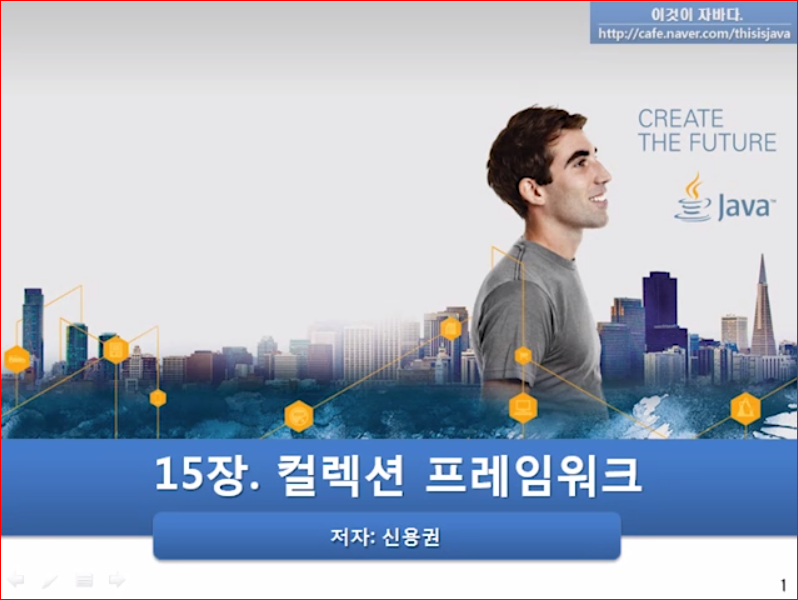 이것이 자바다.
http://cafe.naver.com/thisisjava
CREATE
THE FUTURE
Java™
15장. 컬렉션 프레임워크
저자: 신용권
1